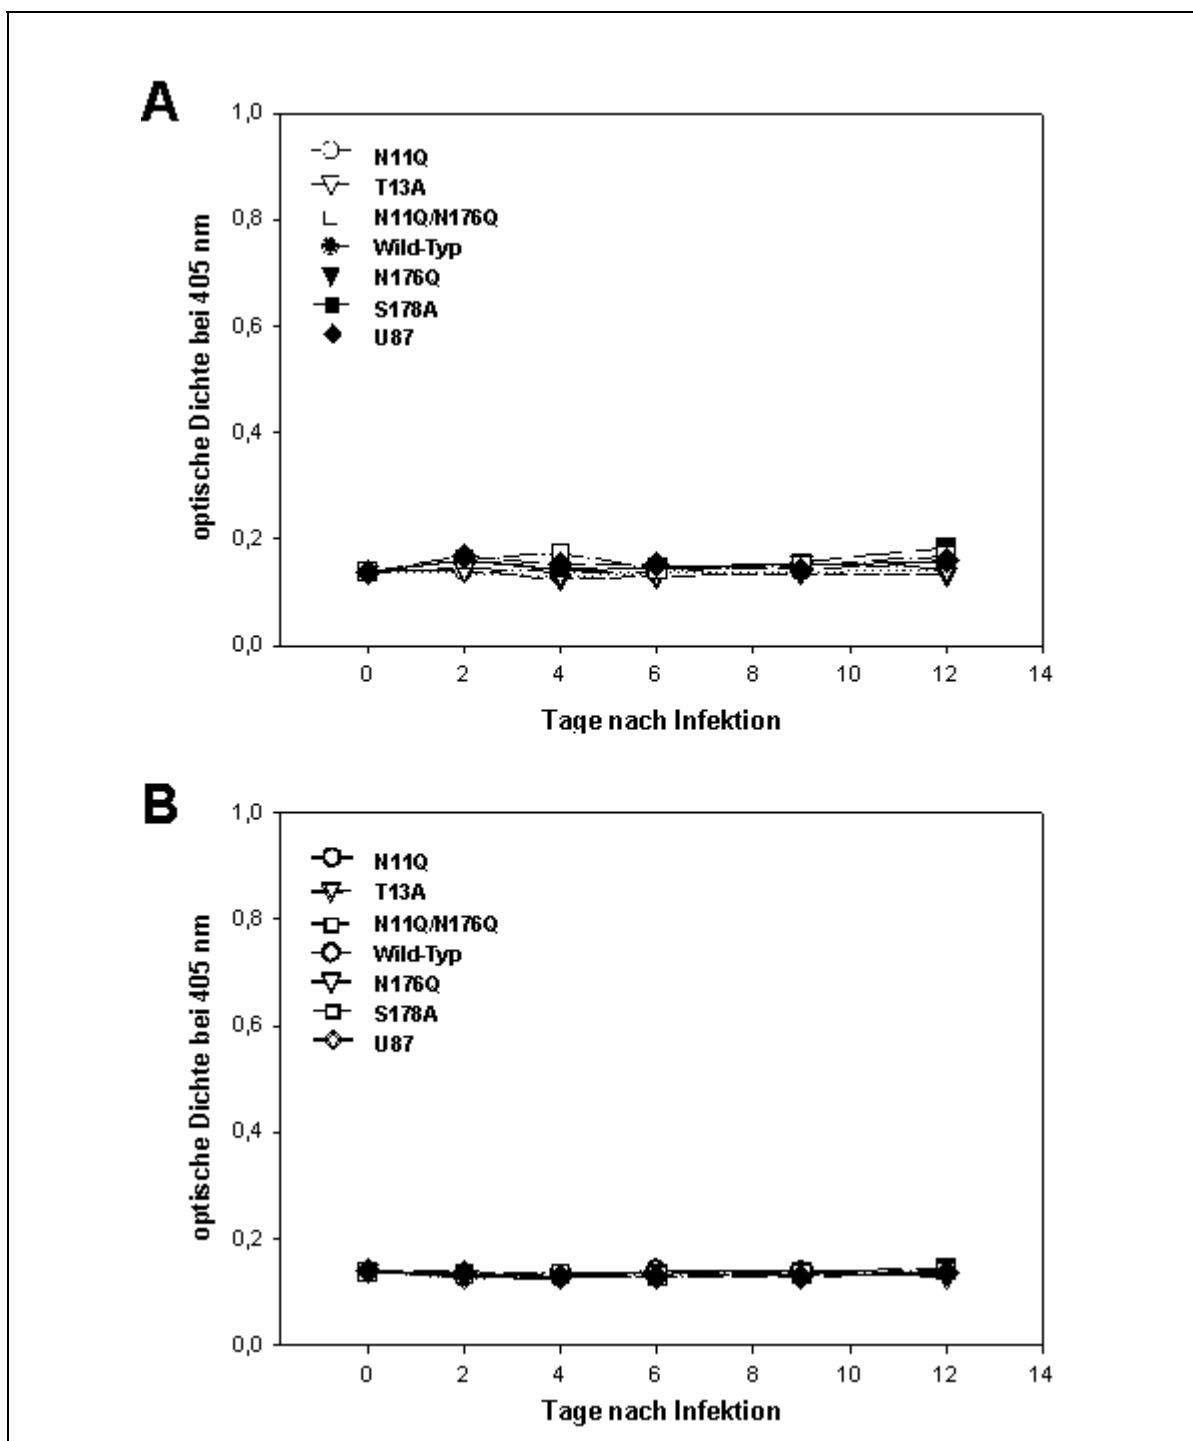 A
1,0
0,8
0,6
0,4
0,2
0,0
optische Dichte bei 405 nm
N11Q
T13A
N11Q/N176Q
Wild-Typ
N176Q
S178A
U87
0 2 4 6 8 10 12 14
Tage nach Infektion
B
1,0
0,8
0,6
0,4
0,2
0,0
optische Dichte bei 405 nm
N11Q
T13A
N11Q/N176Q
Wild-Typ
N176Q
S178A
U87
0 2 4 6 8 10 12 14
Tage nach Infektion